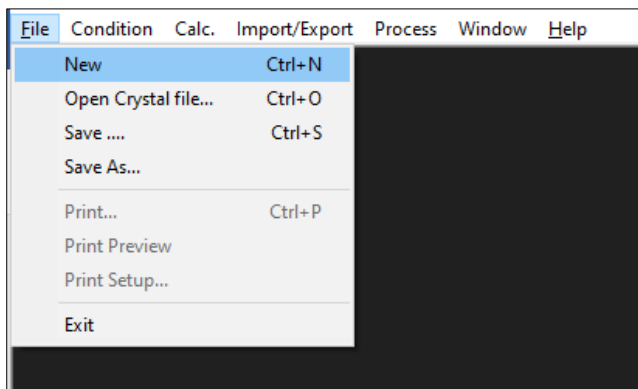 File Condition Calc. Import/Export Process Window Help
New Ctrl+N
Open Crystal file... Ctrl+O
Save .... Ctrl+S
Save As...
Print... Ctrl+P
Print Preview
Print Setup...
Exit